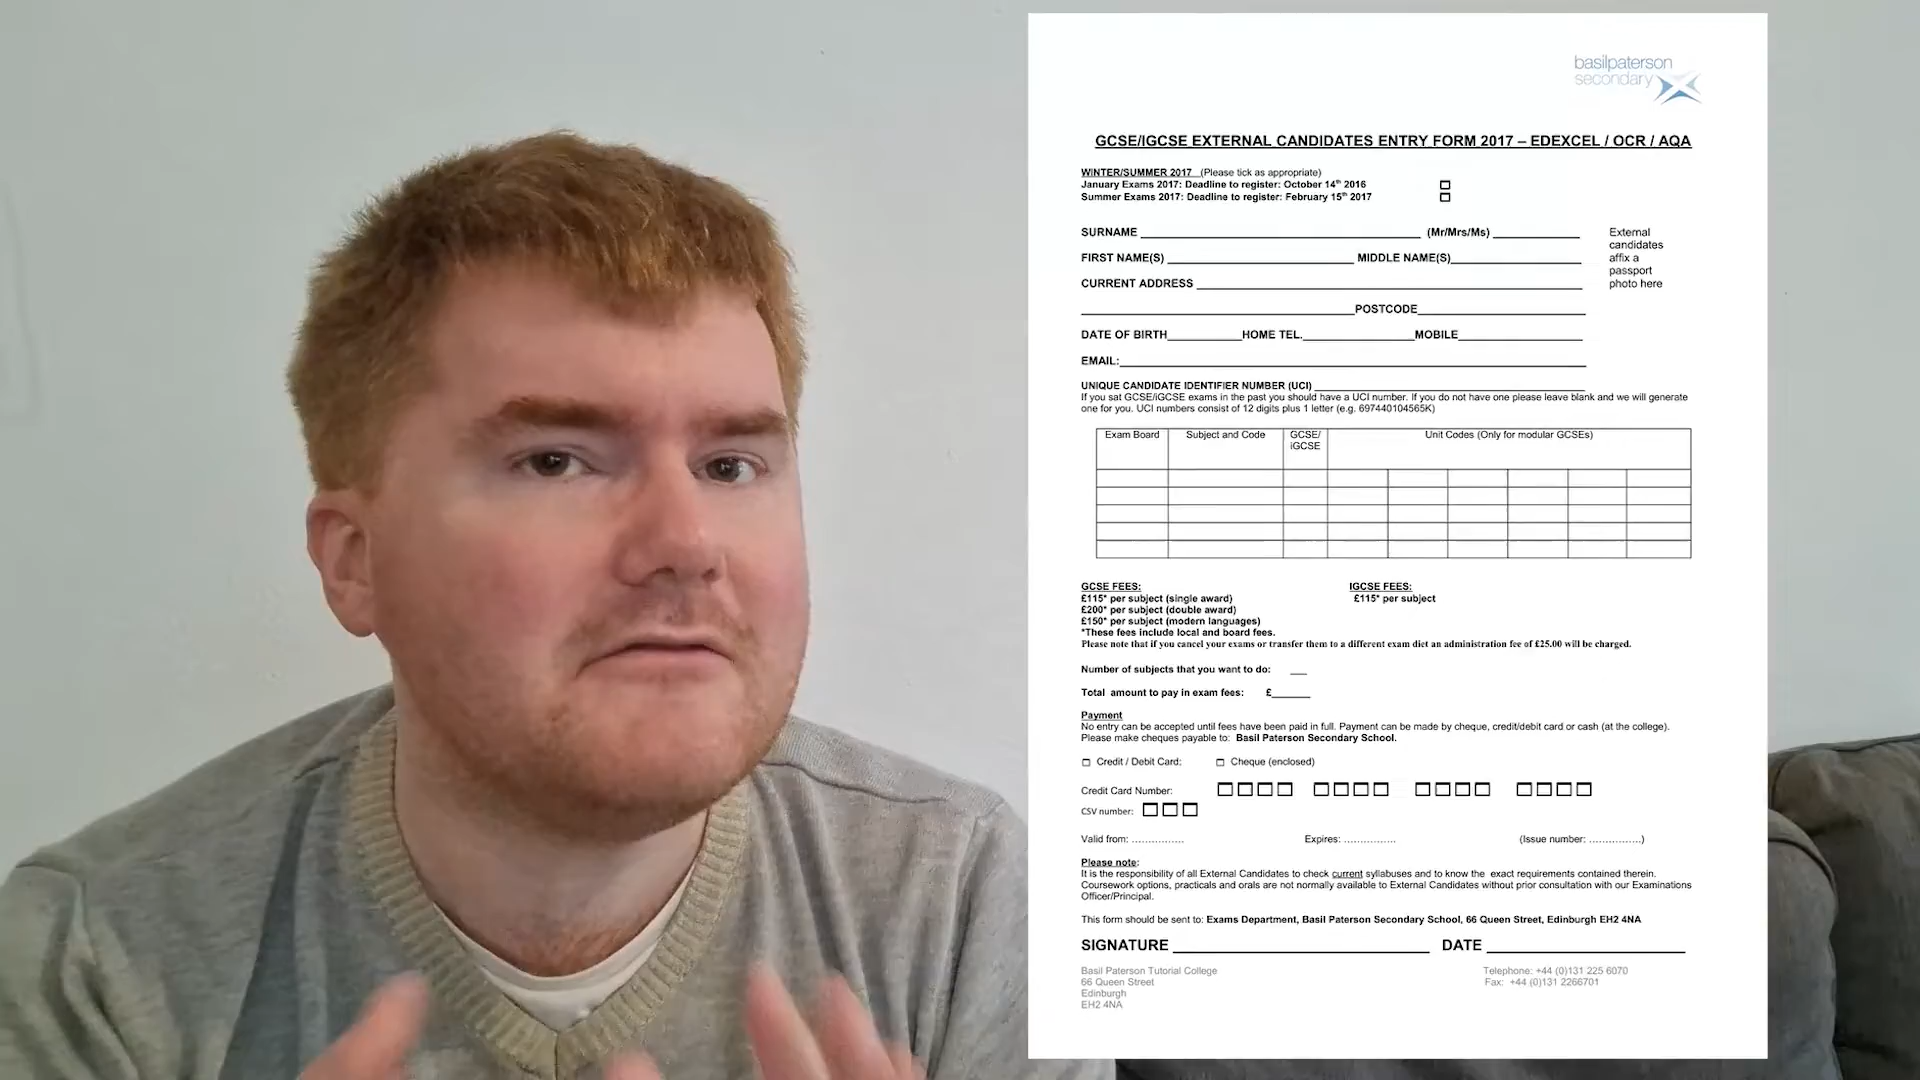 basilpaterson
secondary
GCSE/IGCSE EXTERNAL CANDIDATES ENTRY FORM 2017 – EDEXCEL / OCR / AQA
WINTER/SUMMER 2017 (Please tick as appropriate)
January Exams 2017: Deadline to register: October 14th 2016
Summer Exams 2017: Deadline to register: February 15th 2017
SURNAME (Mr/Mrs/Ms)
FIRST NAME(S) MIDDLE NAME(S)
CURRENT ADDRESS
POSTCODE
DATE OF BIRTH HOME TEL. MOBILE
EMAIL:
External
candidates
affix a
passport
photo here
UNIQUE CANDIDATE IDENTIFIER NUMBER (UCI)
If you sat GCSE/iGCSE exams in the past you should have a UCI number. If you do not have one please leave blank and we will generate
one for you. UCI numbers consist of 12 digits plus 1 letter (e.g. 697440104565K)
Exam Board Subject and Code GCSE/ Unit Codes (Only for modular GCSEs)
iGCSE
GCSE FEES: IGCSE FEES:
£115* per subject (single award) £115* per subject
£200* per subject (double award)
£150* per subject (modern languages)
*These fees include local and board fees.
Please note that if you cancel your exams or transfer them to a different exam diet an administration fee of £25.00 will be charged.
Number of subjects that you want to do:
Total amount to pay in exam fees: £
Payment
No entry can be accepted until fees have been paid in full. Payment can be made by cheque, credit/debit card or cash (at the college).
Please make cheques payable to: Basil Paterson Secondary School.
Credit / Debit Card: Cheque (enclosed)
Credit Card Number:
CSV number:
Valid from: ................ Expires: ................ (Issue number: ................)
Please note:
It is the responsibility of all External Candidates to check current syllabuses and to know the exact requirements contained therein.
Coursework options, practicals and orals are not normally available to External Candidates without prior consultation with our Examinations
Officer/Principal.
This form should be sent to: Exams Department, Basil Paterson Secondary School, 66 Queen Street, Edinburgh EH2 4NA
SIGNATURE DATE
Basil Paterson Tutorial College
66 Queen Street
Edinburgh
EH2 4NA
Telephone: +44 (0)131 225 6070
Fax: +44 (0)131 2266701